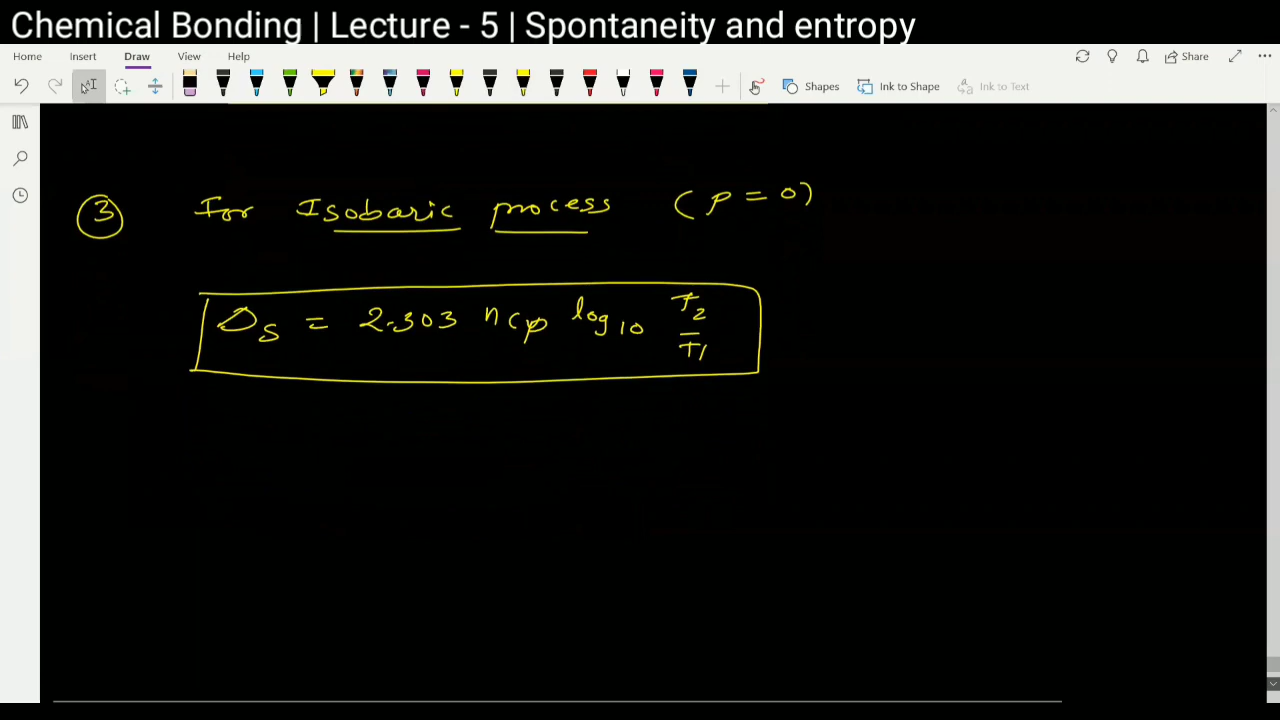 Chemical Bonding | Lecture - 5 | Spontaneity and entropy
Home Insert Draw View Help
Share
Shapes Ink to Shape Ink to Text
③ For Isobaric process (P = 0)
Δs = 2.303 nCp log10 T2/T1